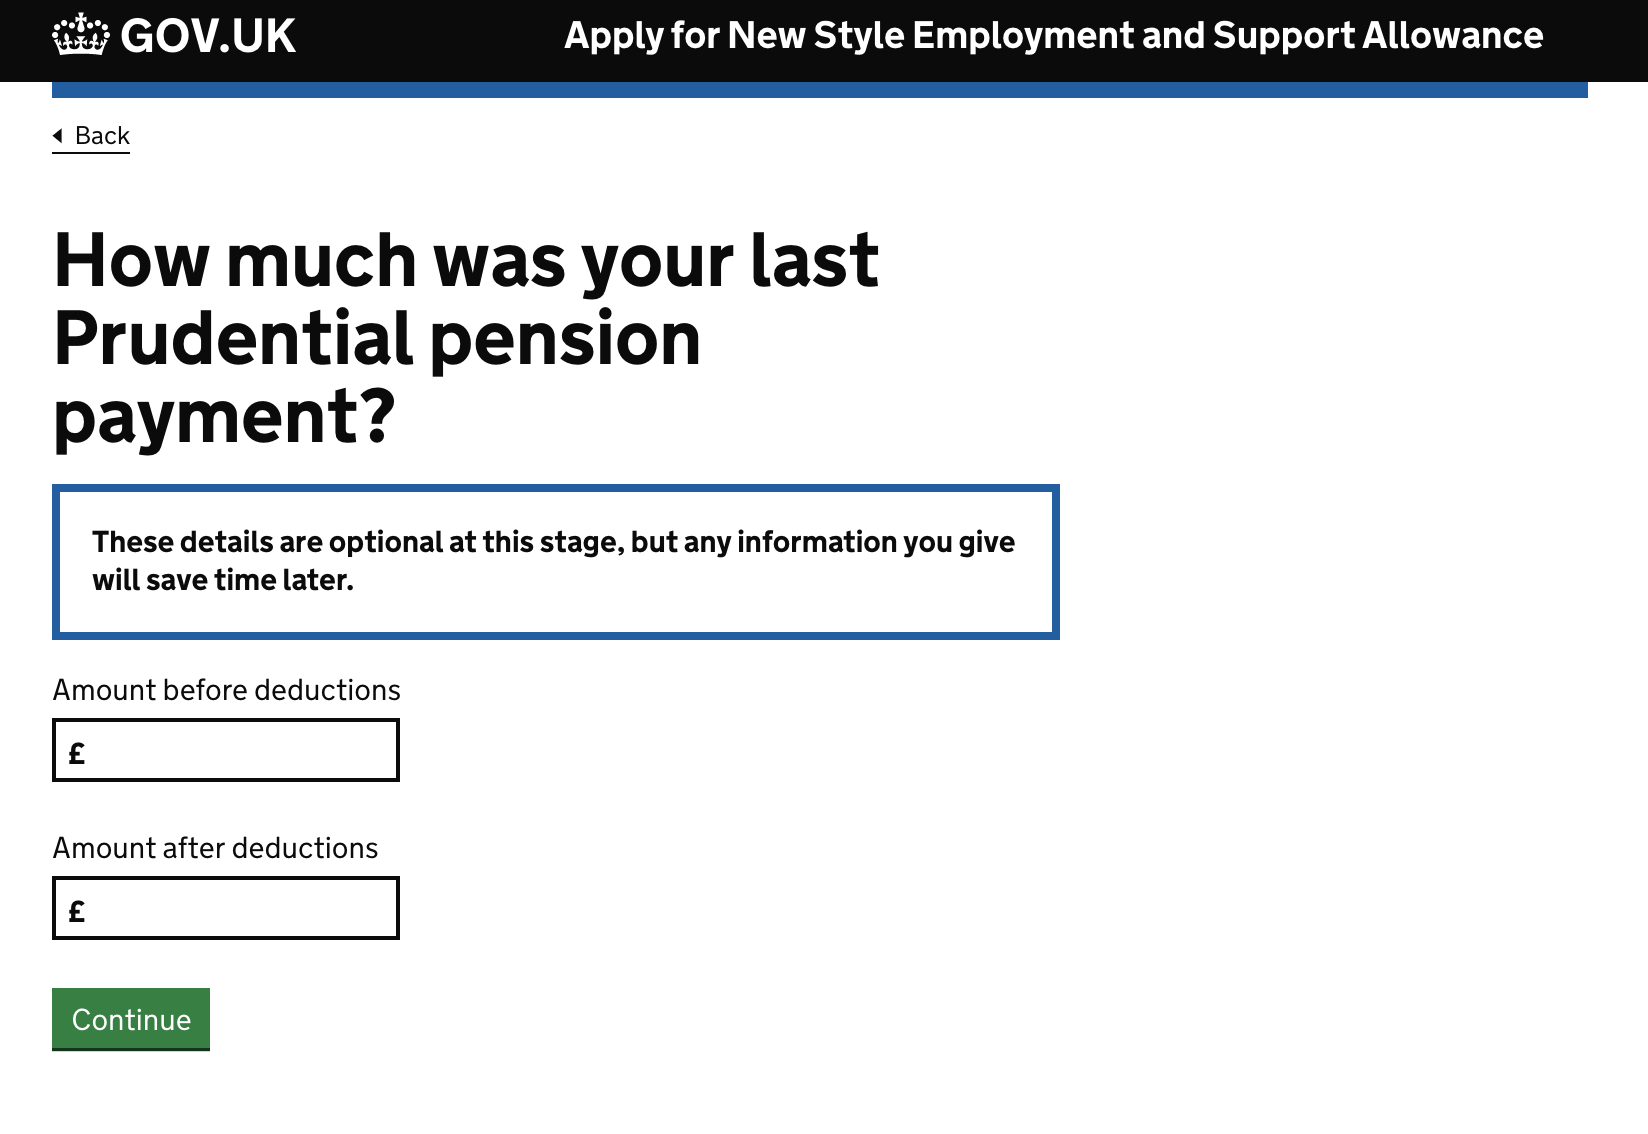 GOV.UK
Apply for New Style Employment and Support Allowance
Back
How much was your last
Prudential pension
payment?
These details are optional at this stage, but any information you give
will save time later.
Amount before deductions
£
Amount after deductions
£
Continue